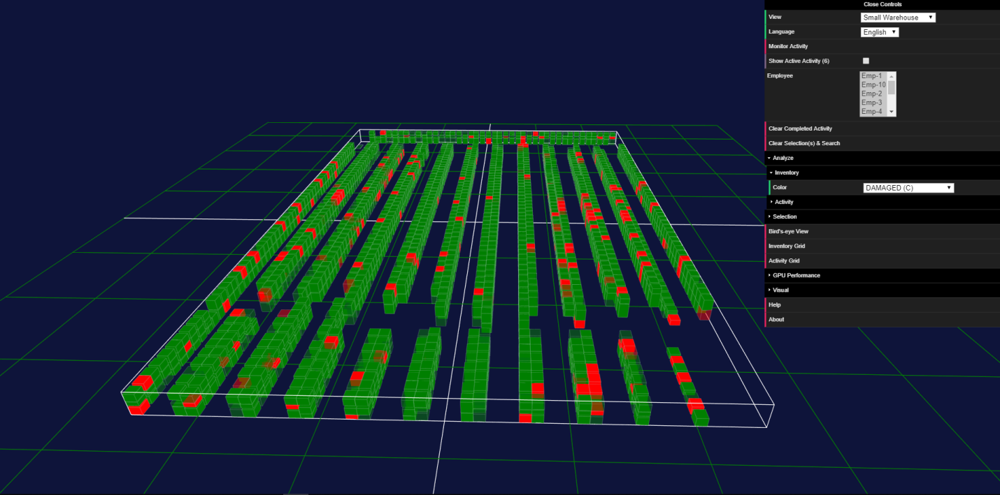 Close Controls
View Small Warehouse
Language English
Monitor Activity
Show Active Activity (6)
Employee Emp-1
Emp-10
Emp-2
Emp-3
Emp-4
Clear Completed Activity
Clear Selection(s) & Search
Analyze
Inventory
Color DAMAGED (C)
Activity
Selection
Bird's-eye View
Inventory Grid
Activity Grid
GPU Performance
Visual
Help
About